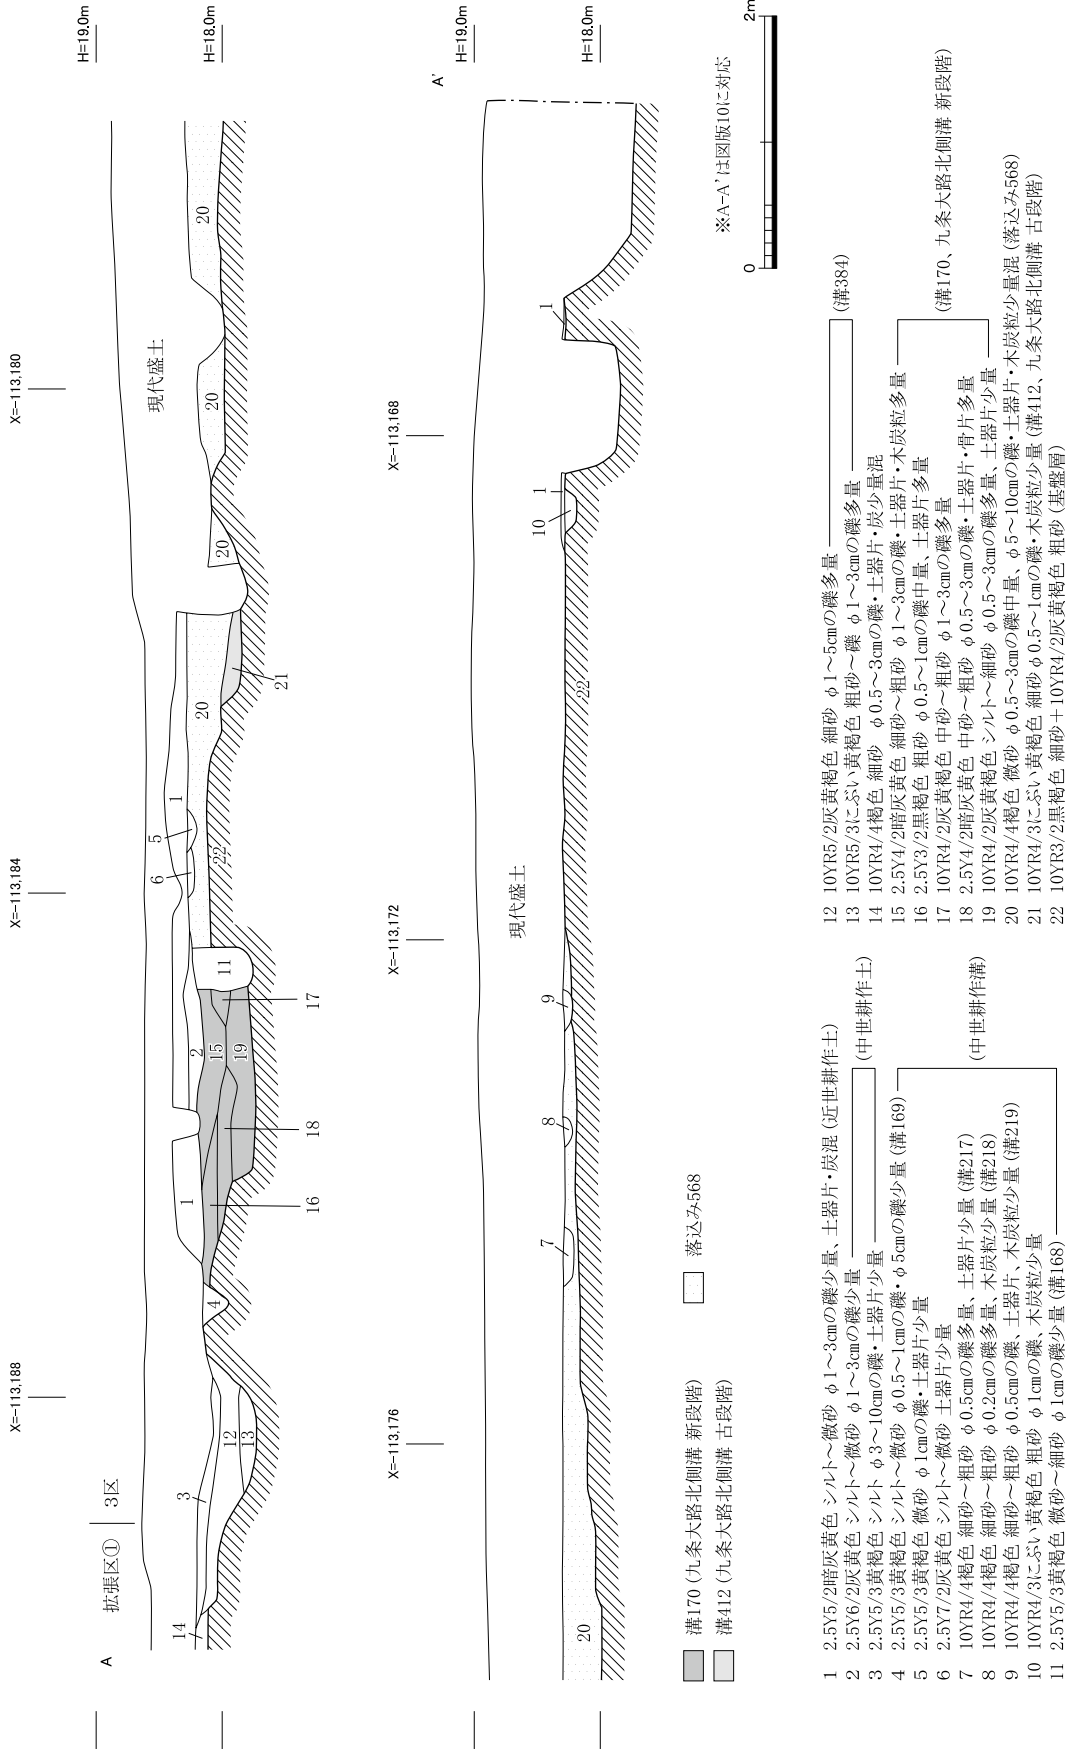 H=19.0m
H=18.0m
A
拡張区①
3区
X=-113,188
X=-113,184
X=-113,180
現代盛土
14
3
12
13
4
1
16
18
2
15
19
17
11
6
5
1
22
20
21
20
20
20
H=19.0m
H=18.0m
A'
X=-113,176
X=-113,172
X=-113,168
現代盛土
20
7
8
9
22
10
1
1
溝170 (九条大路北側溝 新段階)
溝412 (九条大路北側溝 古段階)
落込み568
※A-A'は図版10に対応
0
2m
1 2.5Y5/2暗灰黄色 シルト~微砂 φ1~3cmの礫少量、土器片・炭混 (近世耕作土)
2 2.5Y6/2灰黄色 シルト~微砂 φ1~3cmの礫少量
3 2.5Y5/3黄褐色 シルト φ3~10cmの礫・土器片少量
(中世耕作土)
4 2.5Y5/3黄褐色 シルト~微砂 φ0.5~1cmの礫・φ5cmの礫少量 (溝169)
5 2.5Y5/3黄褐色 微砂 φ1cmの礫・土器片少量
6 2.5Y7/2灰黄色 シルト~微砂 土器片少量
7 10YR4/4褐色 細砂~粗砂 φ0.5cmの礫多量、土器片少量 (溝217)
8 10YR4/4褐色 細砂~粗砂 φ0.2cmの礫多量、木炭粒少量 (溝218)
9 10YR4/4褐色 細砂~粗砂 φ0.5cmの礫、土器片、木炭粒少量 (溝219)
10 10YR4/3にぶい黄褐色 粗砂 φ1cmの礫、木炭粒少量
11 2.5Y5/3黄褐色 微砂~細砂 φ1cmの礫少量 (溝168)
(中世耕作溝)
12 10YR5/2灰黄褐色 細砂 φ1~5cmの礫多量
13 10YR5/3にぶい黄褐色 粗砂~礫 φ1~3cmの礫多量
(溝384)
14 10YR4/4褐色 細砂 φ0.5~3cmの礫・土器片・炭少量混
15 2.5Y4/2暗灰黄色 細砂~粗砂 φ1~3cmの礫・土器片・木炭粒多量
16 2.5Y3/2黒褐色 粗砂 φ0.5~1cmの礫中量、土器片多量
17 10YR4/2灰黄褐色 中砂~粗砂 φ1~3cmの礫多量
18 2.5Y4/2暗灰黄色 中砂~粗砂 φ0.5~3cmの礫・土器片・骨片多量
19 10YR4/2灰黄褐色 シルト~細砂 φ0.5~3cmの礫多量、土器片少量
(溝170、九条大路北側溝 新段階)
20 10YR4/4褐色 微砂 φ0.5~3cmの礫中量、φ5~10cmの礫・土器片・木炭粒少量混 (落込み568)
21 10YR4/3にぶい黄褐色 細砂φ0.5~1cmの礫・木炭粒少量 (溝412、九条大路北側溝 古段階)
22 10YR3/2黒褐色 細砂+10YR4/2灰黄褐色 粗砂 (基盤層)